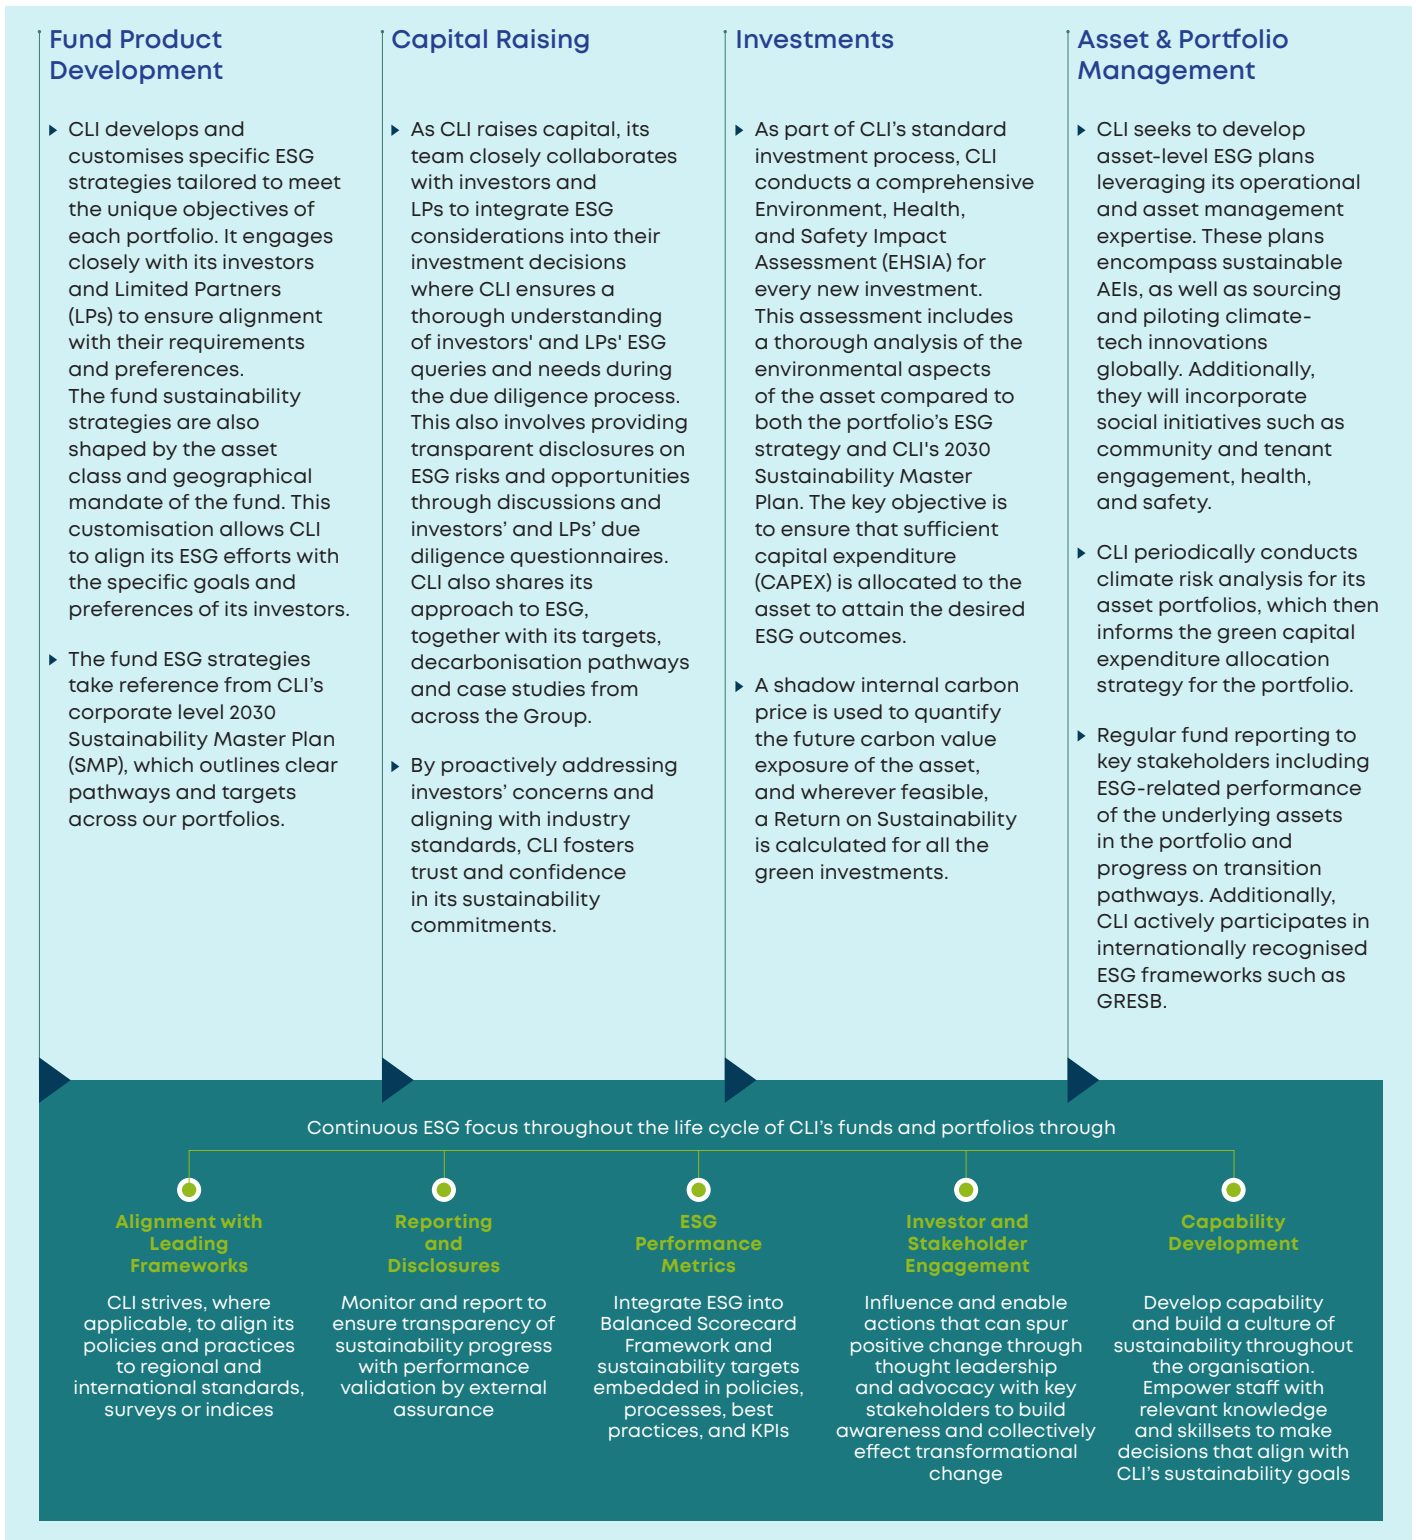 Fund Product
Development
CLI develops and
customises specific ESG
strategies tailored to meet
the unique objectives of
each portfolio. It engages
closely with its investors
and Limited Partners
(LPs) to ensure alignment
with their requirements
and preferences.
The fund sustainability
strategies are also
shaped by the asset
class and geographical
mandate of the fund. This
customisation allows CLI
to align its ESG efforts with
the specific goals and
preferences of its investors.
The fund ESG strategies
take reference from CLI’s
corporate level 2030
Sustainability Master Plan
(SMP), which outlines clear
pathways and targets
across our portfolios.
Capital Raising
As CLI raises capital, its
team closely collaborates
with investors and
LPs to integrate ESG
considerations into their
investment decisions
where CLI ensures a
thorough understanding
of investors' and LPs' ESG
queries and needs during
the due diligence process.
This also involves providing
transparent disclosures on
ESG risks and opportunities
through discussions and
investors’ and LPs’ due
diligence questionnaires.
CLI also shares its
approach to ESG,
together with its targets,
decarbonisation pathways
and case studies from
across the Group.
By proactively addressing
investors’ concerns and
aligning with industry
standards, CLI fosters
trust and confidence
in its sustainability
commitments.
Investments
As part of CLI’s standard
investment process, CLI
conducts a comprehensive
Environment, Health,
and Safety Impact
Assessment (EHSIA) for
every new investment.
This assessment includes
a thorough analysis of the
environmental aspects
of the asset compared to
both the portfolio’s ESG
strategy and CLI's 2030
Sustainability Master
Plan. The key objective is
to ensure that sufficient
capital expenditure
(CAPEX) is allocated to the
asset to attain the desired
ESG outcomes.
A shadow internal carbon
price is used to quantify
the future carbon value
exposure of the asset,
and wherever feasible,
a Return on Sustainability
is calculated for all the
green investments.
Asset & Portfolio
Management
CLI seeks to develop
asset-level ESG plans
leveraging its operational
and asset management
expertise. These plans
encompass sustainable
AEIs, as well as sourcing
and piloting climate-
tech innovations
globally. Additionally,
they will incorporate
social initiatives such as
community and tenant
engagement, health,
and safety.
CLI periodically conducts
climate risk analysis for its
asset portfolios, which then
informs the green capital
expenditure allocation
strategy for the portfolio.
Regular fund reporting to
key stakeholders including
ESG-related performance
of the underlying assets
in the portfolio and
progress on transition
pathways. Additionally,
CLI actively participates in
internationally recognised
ESG frameworks such as
GRESB.
Continuous ESG focus throughout the life cycle of CLI’s funds and portfolios through
Alignment with
Leading
Frameworks
CLI strives, where
applicable, to align its
policies and practices
to regional and
international standards,
surveys or indices
Reporting
and
Disclosures
Monitor and report to
ensure transparency of
sustainability progress
with performance
validation by external
assurance
ESG
Performance
Metrics
Integrate ESG into
Balanced Scorecard
Framework and
sustainability targets
embedded in policies,
processes, best
practices, and KPIs
Investor and
Stakeholder
Engagement
Influence and enable
actions that can spur
positive change through
thought leadership
and advocacy with key
stakeholders to build
awareness and collectively
effect transformational
change
Capability
Development
Develop capability
and build a culture of
sustainability throughout
the organisation.
Empower staff with
relevant knowledge
and skillsets to make
decisions that align with
CLI’s sustainability goals